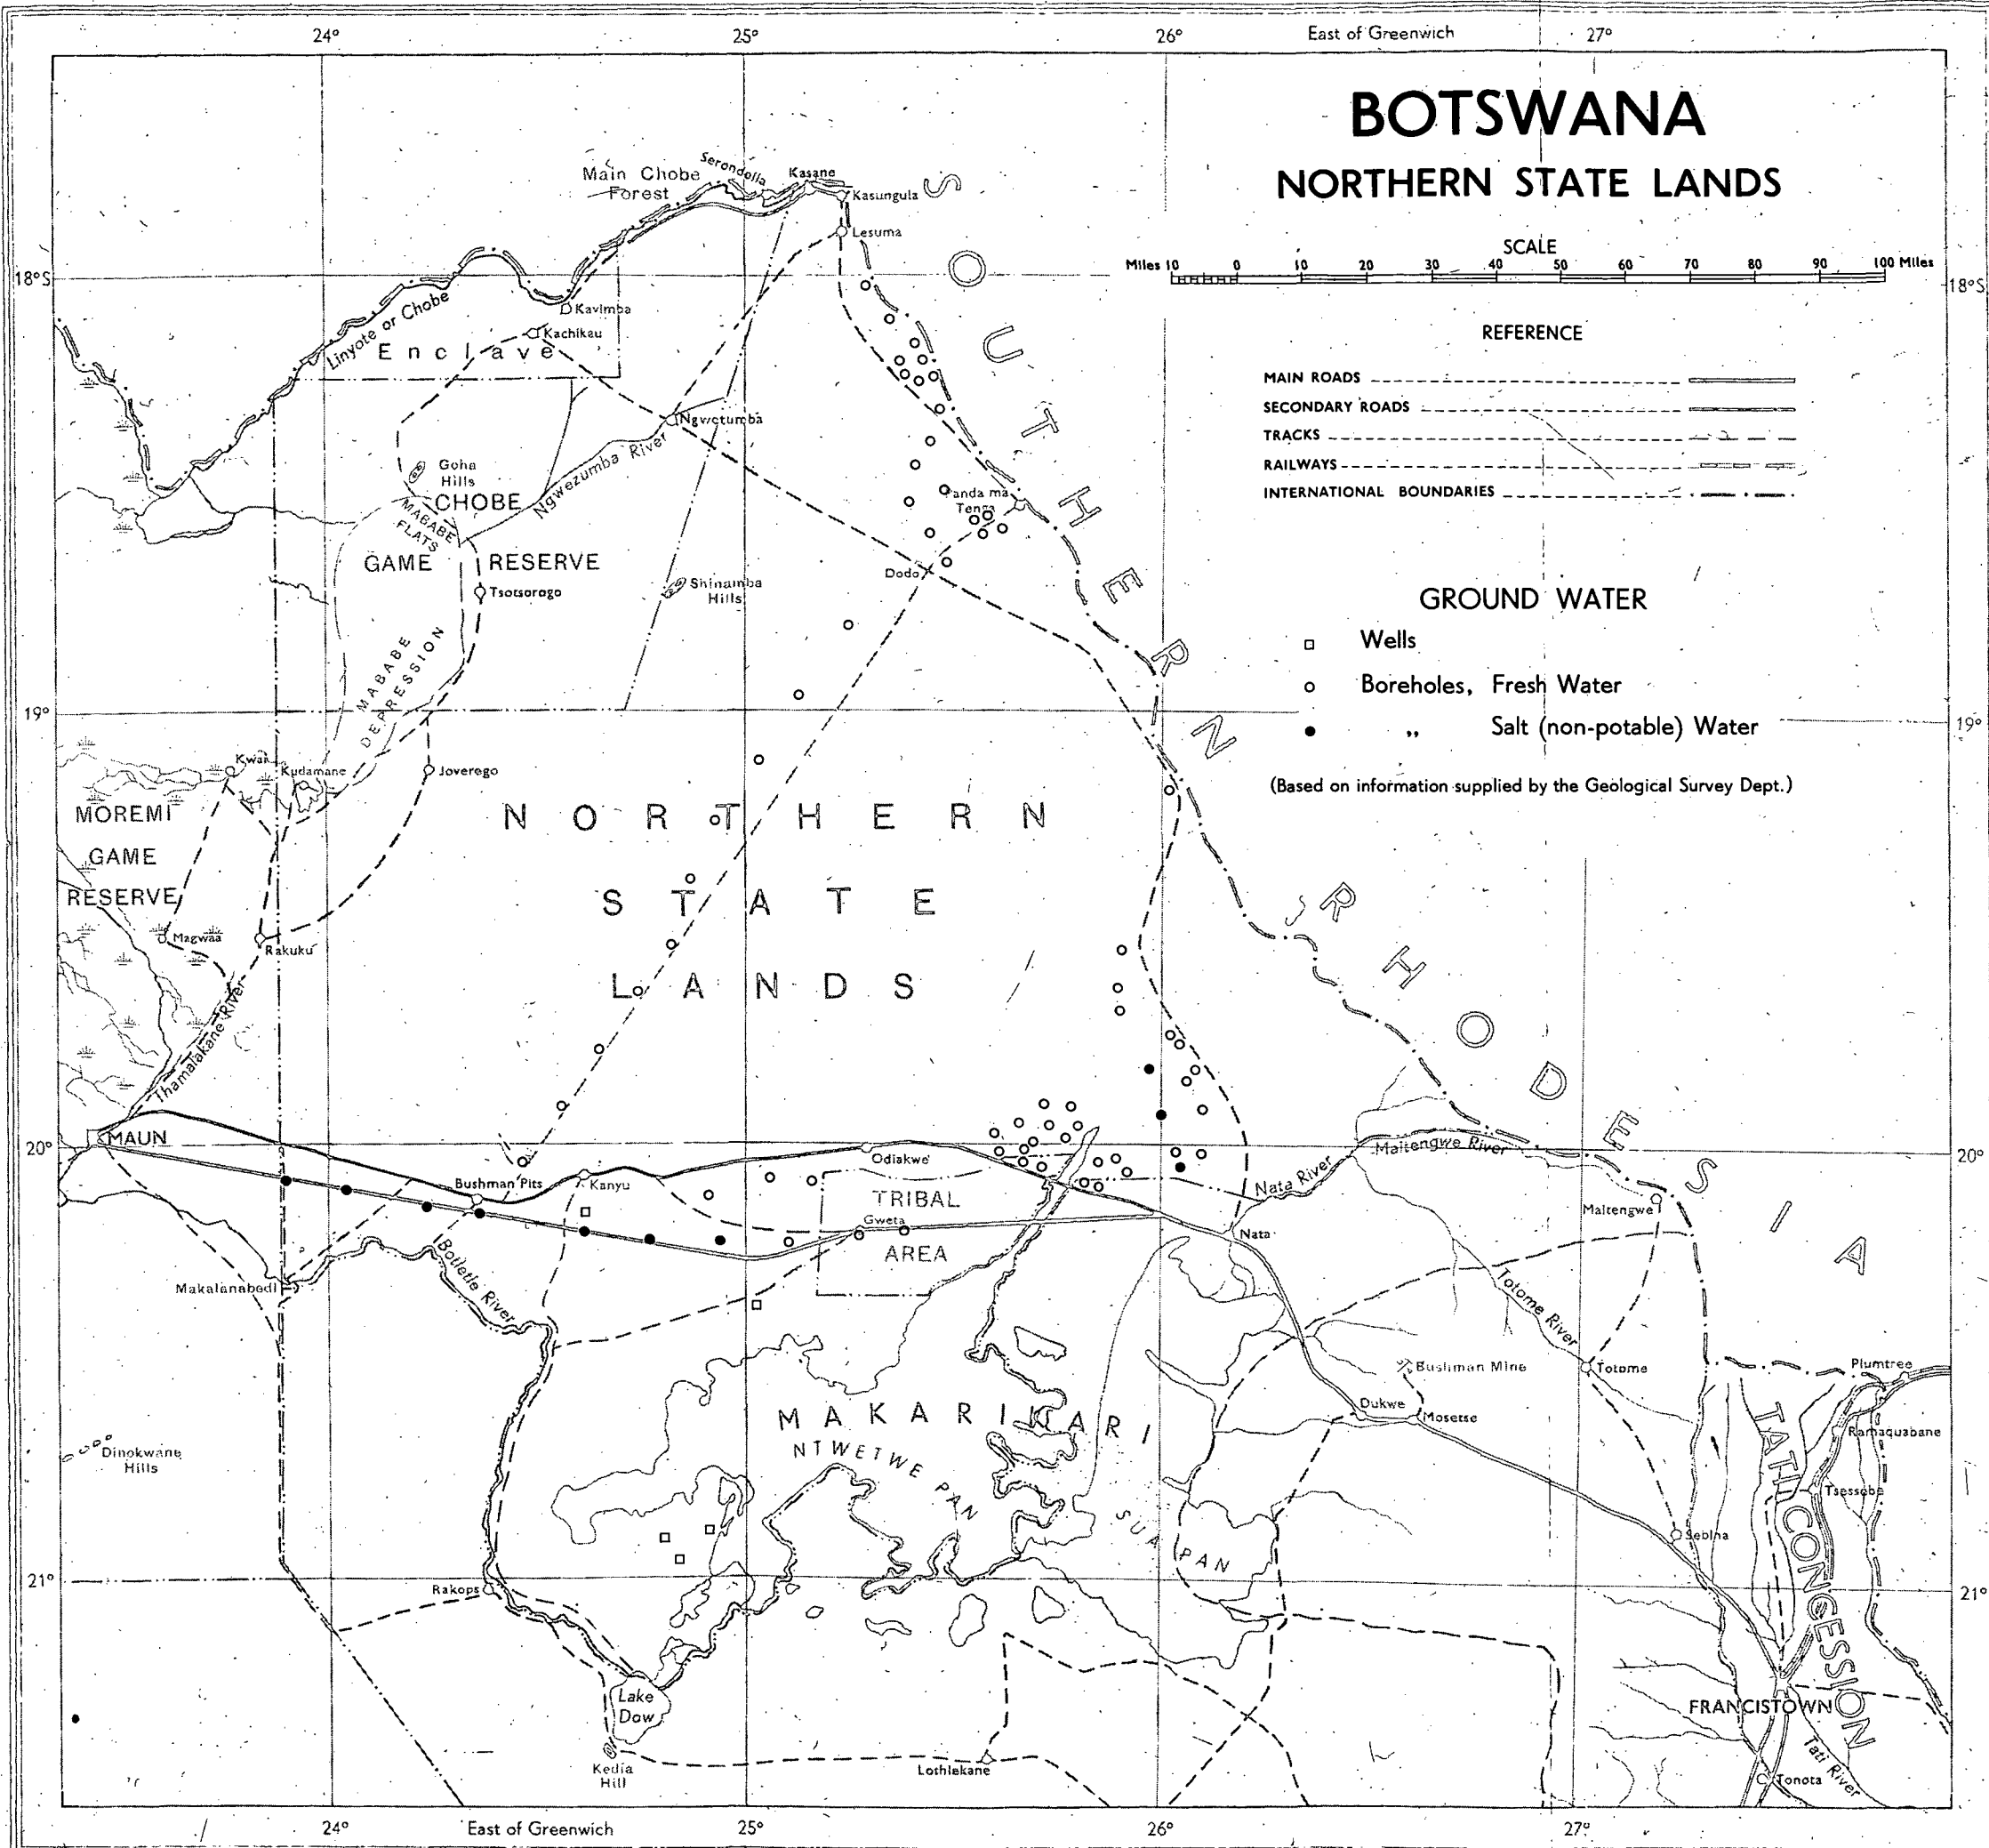 24° 25° 26° East of Greenwich 27°
BOTSWANA
NORTHERN STATE LANDS
SCALE
Miles 10 0 10 20 30 40 50 60 70 80 90 100 Miles
REFERENCE
MAIN ROADS
SECONDARY ROADS
TRACKS
RAILWAYS
INTERNATIONAL BOUNDARIES
GROUND WATER
Wells
Boreholes, Fresh Water
,, Salt (non-potable) Water
(Based on information supplied by the Geological Survey Dept.)
18°S
18°S
19°
19°
20°
20°
21°
21°
Main Chobe
Forest
Serondolla
Kasane
Kasungula
Lesuma
SOUTHERN RHODESIA
Linyote or Chobe
Kavimba
Kachikau
Enclave
Ngwetumba
Ngwezumba River
Goha
Hills
CHOBE
GAME RESERVE
MABABE
FLATS
Tsotsorogo
Shinamba
Hills
Panda ma
Tenga
Dodo
MABABE
DEPRESSION
Kwai
Kudamane
Joverego
MOREMI
GAME
RESERVE
Magwaa
Rakuku
Thamalakane River
NORTHERN
STATE
LANDS
MAUN
Bushman Pits
Kanyu
Odiakwe
TRIBAL
Gweta
AREA
Nata River
Maitengwe River
Maitengwe
Nata
Makalanabedi
Botletle River
Totome River
Totome
Bushman Mine
Dukwe
Mosetse
Plumtree
Ramaquabane
Tsessebe
TATI CONCESSION
Sebina
Dinokwane
Hills
MAKARIKARI
NTWETWE PAN
SUA PAN
Rakops
Lake
Dow
Kedia
Hill
Lothlekane
FRANCISTOWN
Tati River
Tonota
24° East of Greenwich 25° 26° 27°